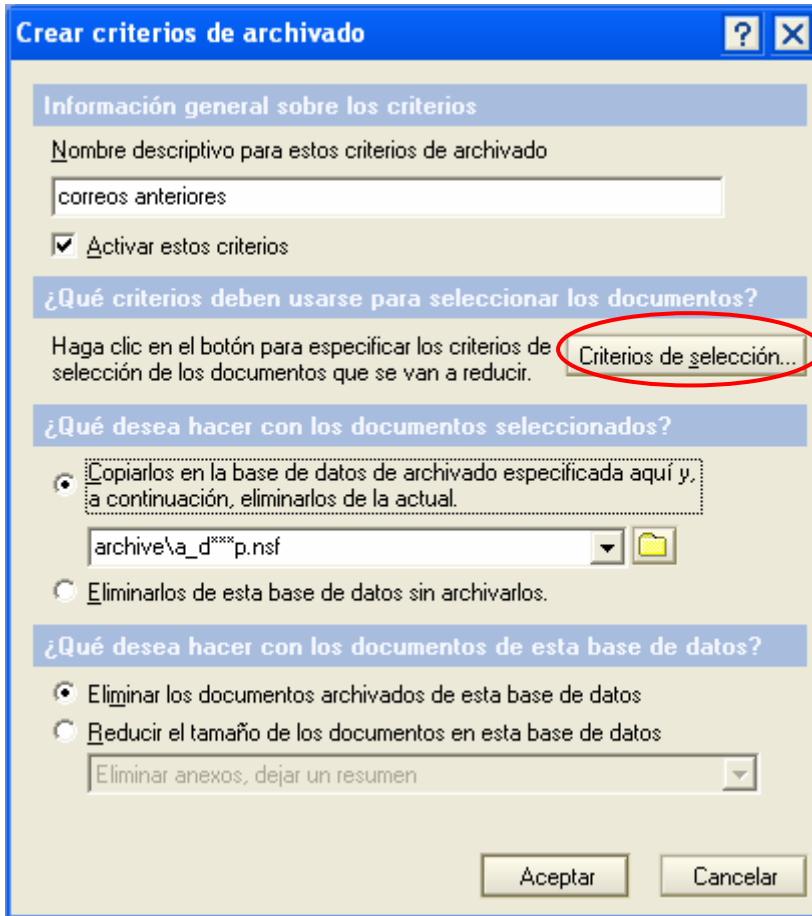 Crear criterios de archivado
Información general sobre los criterios
Nombre descriptivo para estos criterios de archivado
correos anteriores
Activar estos criterios
¿Qué criterios deben usarse para seleccionar los documentos?
Haga clic en el botón para especificar los criterios de
selección de los documentos que se van a reducir.
Criterios de selección...
¿Qué desea hacer con los documentos seleccionados?
Copiarlos en la base de datos de archivado especificada aquí y,
a continuación, eliminarlos de la actual.
archive\a_d***p.nsf
Eliminarlos de esta base de datos sin archivarlos.
¿Qué desea hacer con los documentos de esta base de datos?
Eliminar los documentos archivados de esta base de datos
Reducir el tamaño de los documentos en esta base de datos
Eliminar anexos, dejar un resumen
Aceptar
Cancelar